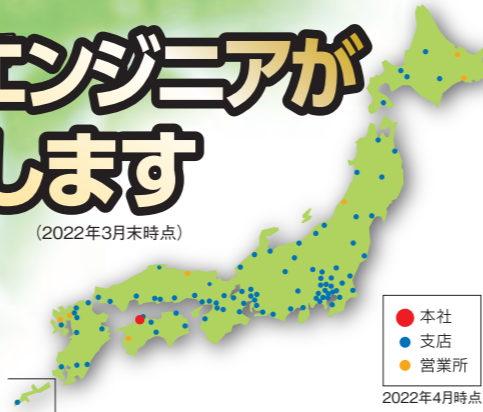 エンジニアが
します
(2022年3月末時点)
本社
支店
営業所
2022年4月時点